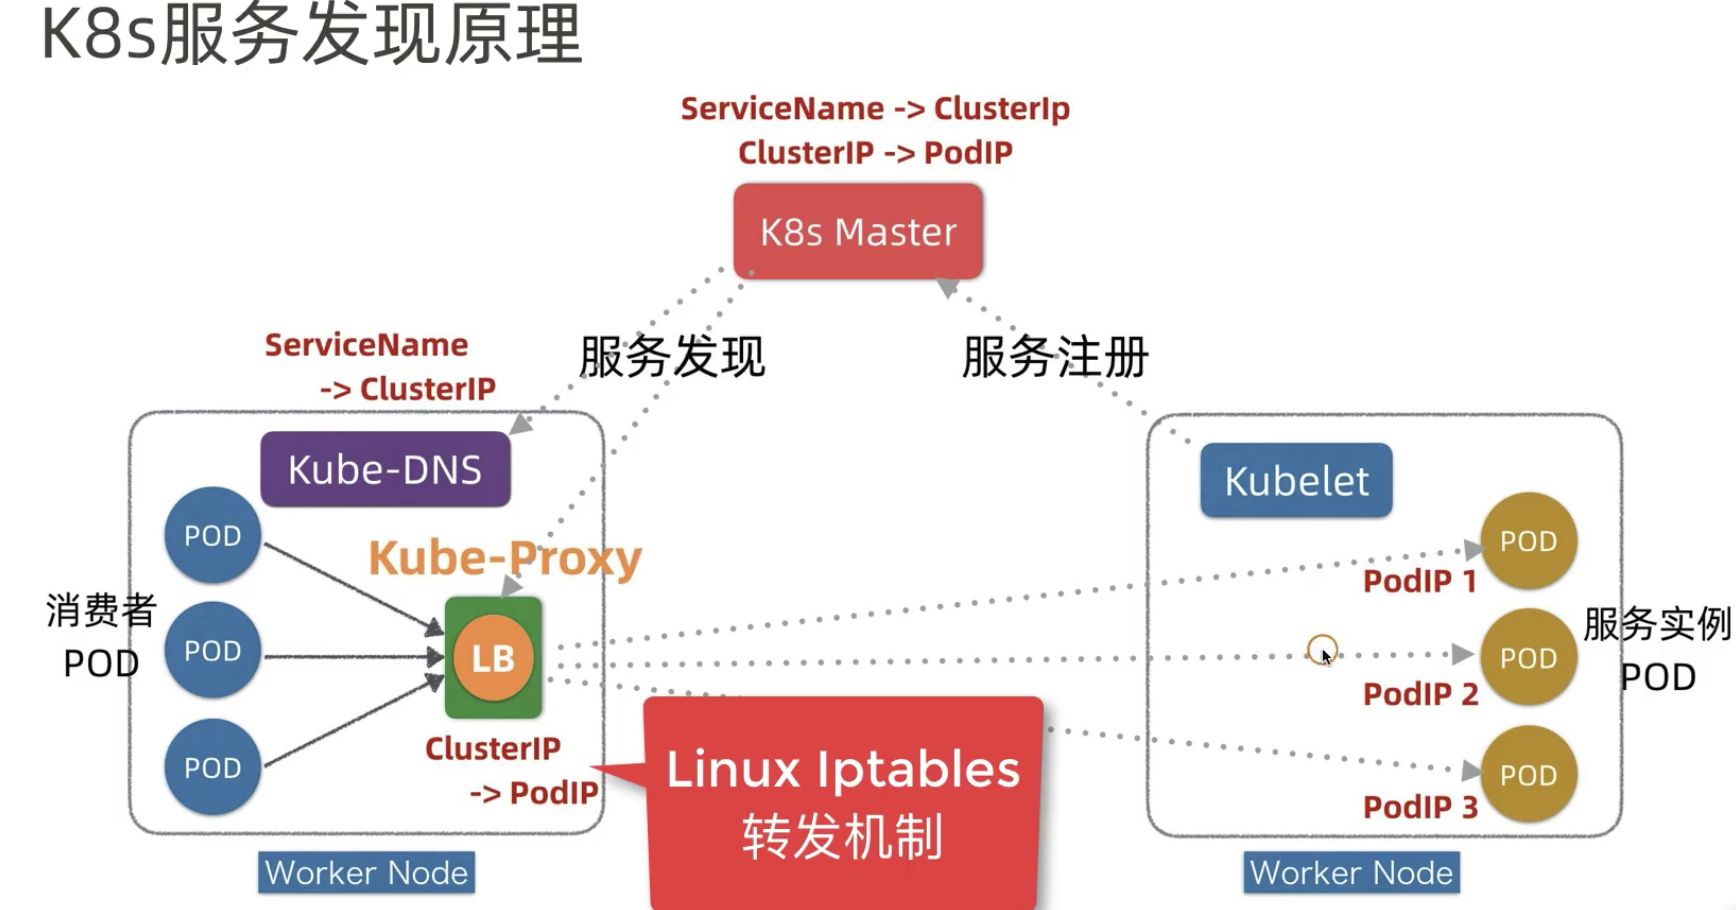 K8s服务发现原理
ServiceName -> ClusterIp
ClusterIP -> PodIP
K8s Master
服务发现
服务注册
ServiceName
-> ClusterIP
Kube-DNS
Kubelet
POD
POD
POD
消费者
POD
Kube-Proxy
LB
ClusterIP
-> PodIP
Linux Iptables
转发机制
POD
PodIP 1
POD
PodIP 2
POD
PodIP 3
服务实例
POD
Worker Node
Worker Node